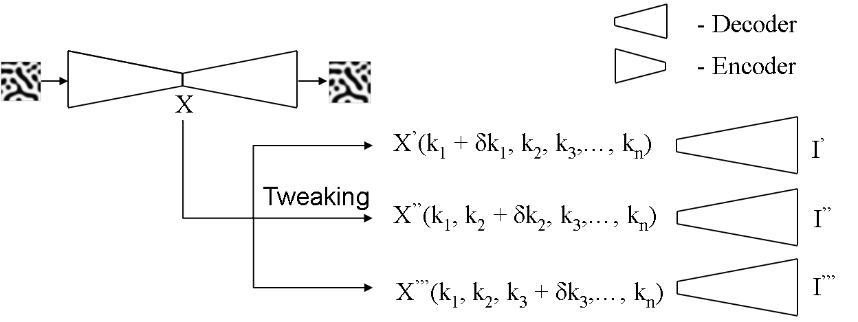 - Decoder
- Encoder
X
X’(k₁ + δk₁, k₂, k₃,…, kₙ)
I’
Tweaking
X’’(k₁, k₂ + δk₂, k₃,…, kₙ)
I’’
X’’’(k₁, k₂, k₃ + δk₃,…, kₙ)
I’’’